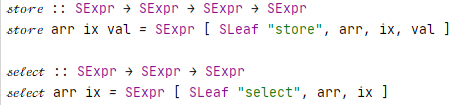 𝓈𝓉ℴ𝓇ℯ :: SExpr → SExpr → SExpr → SExpr
𝓈𝓉ℴ𝓇ℯ arr ix val = SExpr [ SLeaf "store", arr, ix, val ]
𝓈ℯ𝓁ℯ𝒸𝓉 :: SExpr → SExpr → SExpr
𝓈ℯ𝓁ℯ𝒸𝓉 arr ix = SExpr [ SLeaf "select", arr, ix ]